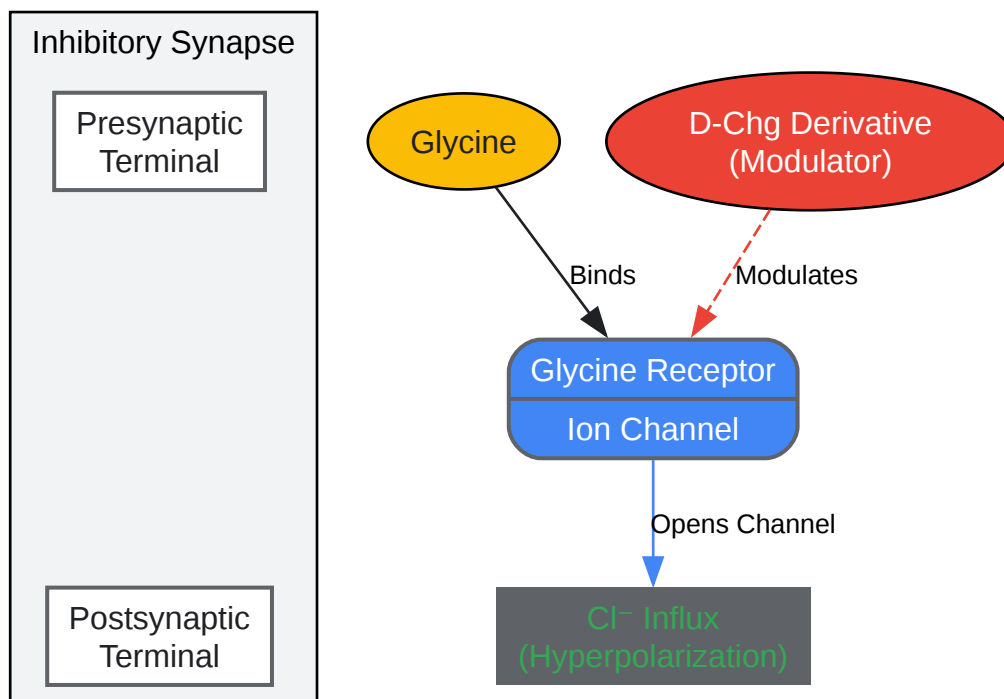 Inhibitory Synapse
Presynaptic
Terminal
Glycine
D-Chg Derivative
(Modulator)
Binds
Modulates
Glycine Receptor
Ion Channel
Opens Channel
Postsynaptic
Terminal
Cl⁻ Influx
(Hyperpolarization)